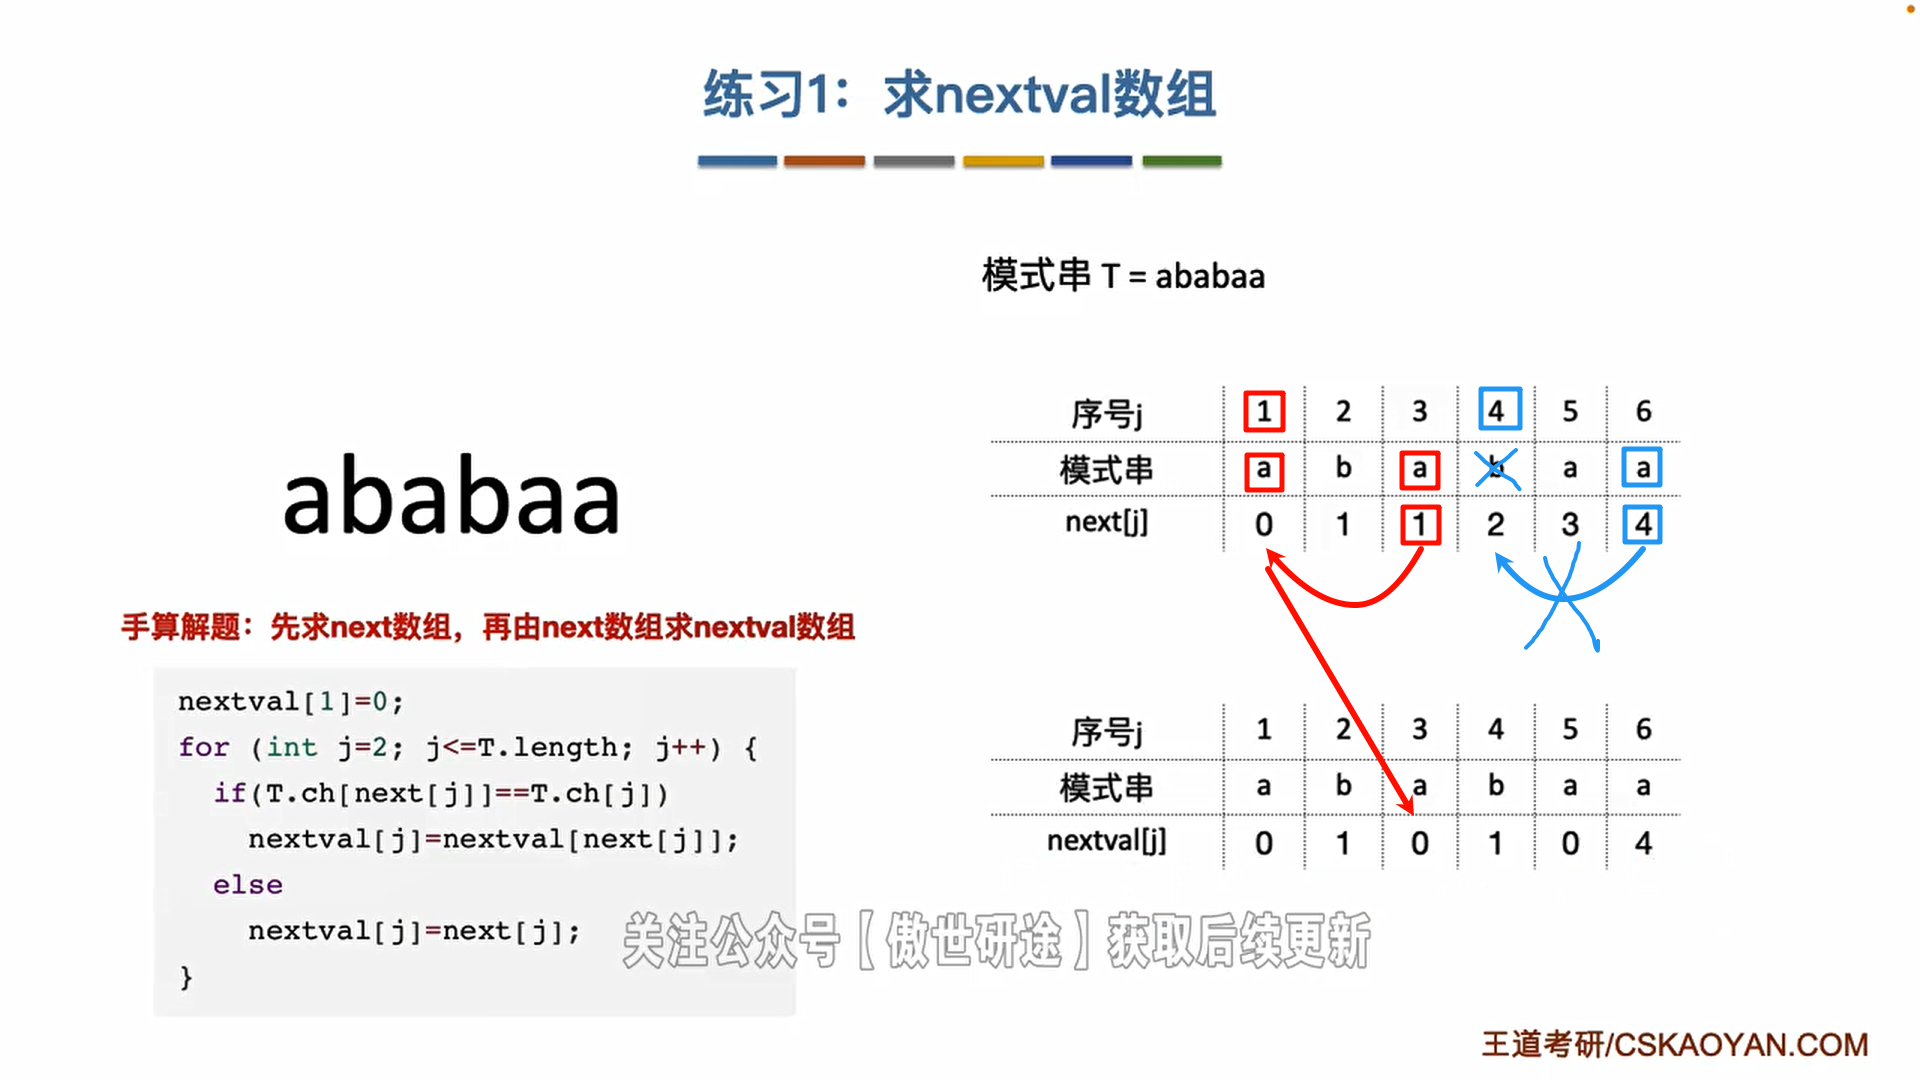 练习1：求nextval数组
模式串 T = ababaa
序号j 1 2 3 4 5 6
模式串 a b a b a a
next[j] 0 1 1 2 3 4
ababaa
手算解题：先求next数组，再由next数组求nextval数组
nextval[1]=0;
for (int j=2; j<=T.length; j++) {
if(T.ch[next[j]]==T.ch[j])
nextval[j]=nextval[next[j]];
else
nextval[j]=next[j];
}
序号j 1 2 3 4 5 6
模式串 a b a b a a
nextval[j] 0 1 0 1 0 4
关注公众号【傲世研途】获取后续更新
王道考研/CSKAOYAN.COM